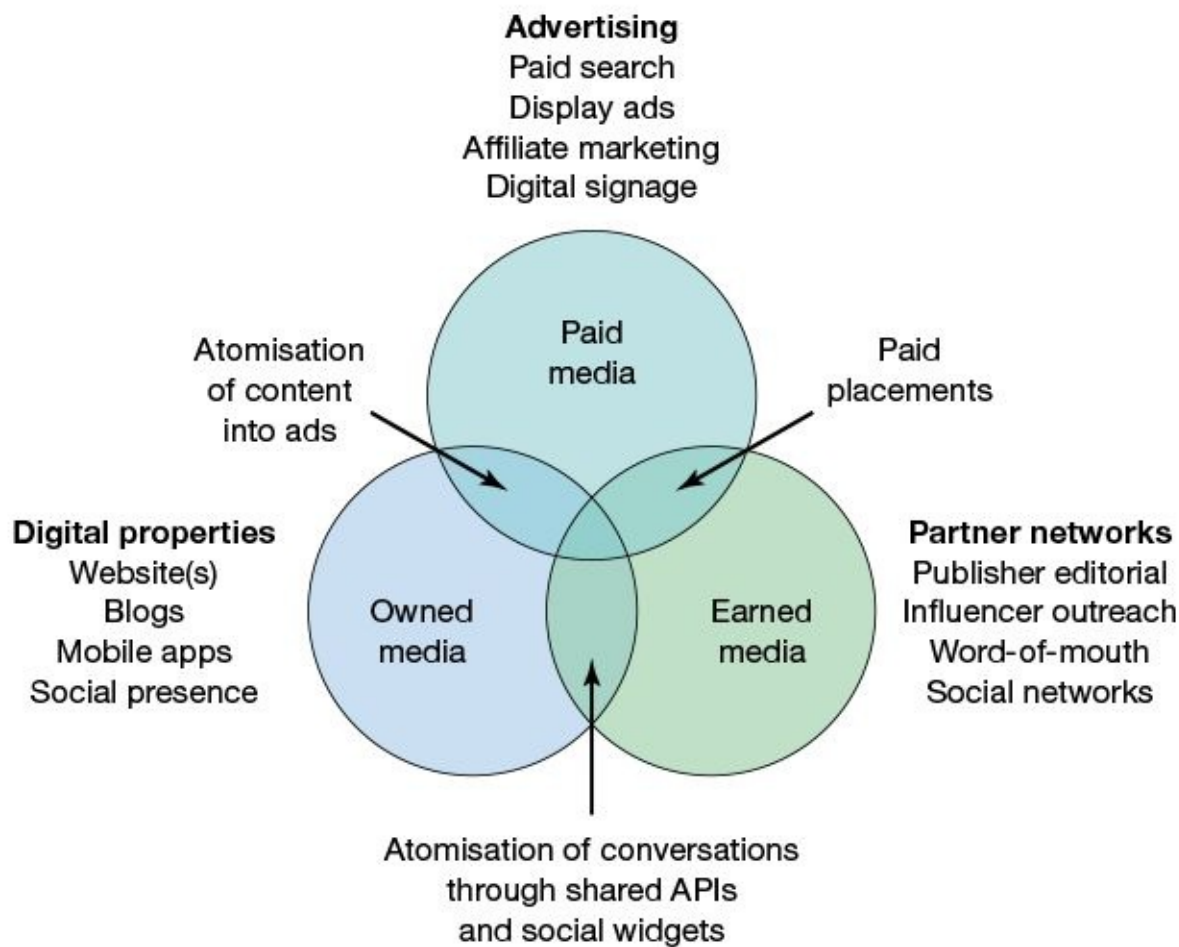 Advertising
Paid search
Display ads
Affiliate marketing
Digital signage
Paid
media
Atomisation
of content
into ads
Paid
placements
Digital properties
Website(s)
Blogs
Mobile apps
Social presence
Owned
media
Earned
media
Partner networks
Publisher editorial
Influencer outreach
Word-of-mouth
Social networks
Atomisation of conversations
through shared APIs
and social widgets